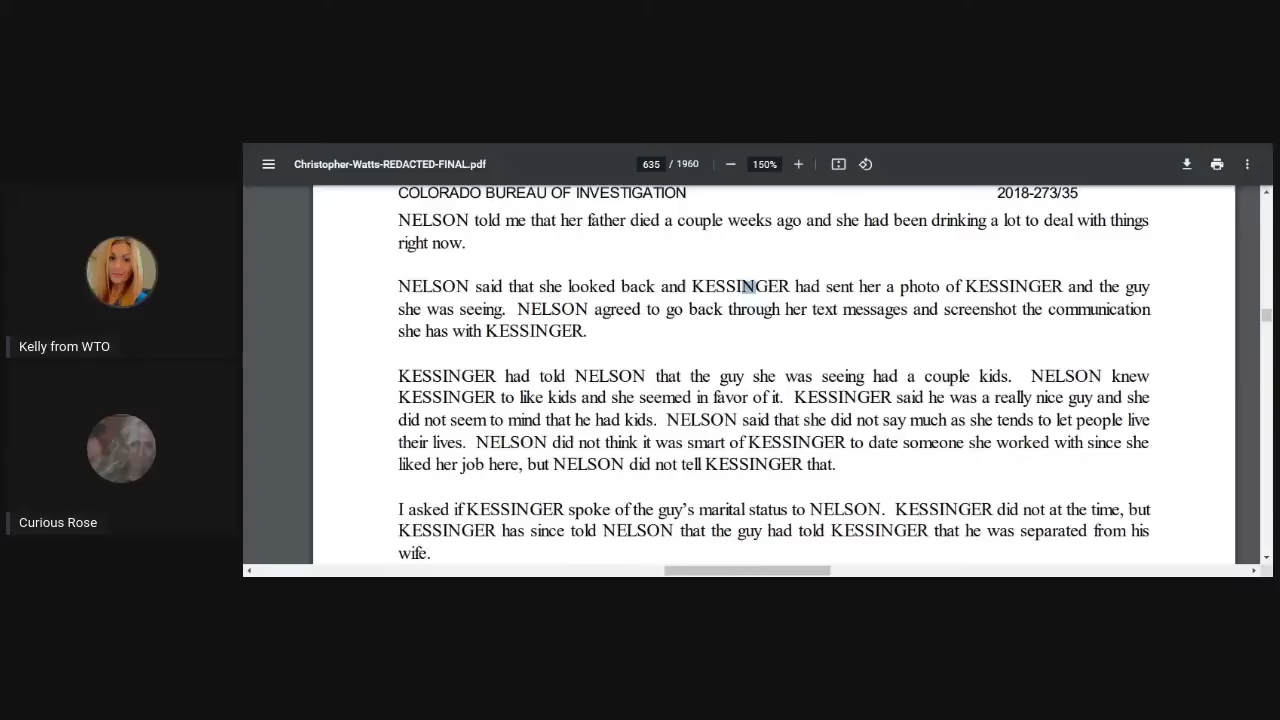 Christopher-Watts-REDACTED-FINAL.pdf
635 / 1960
150%
COLORADO BUREAU OF INVESTIGATION 2018-273/35
NELSON told me that her father died a couple weeks ago and she had been drinking a lot to deal with things
right now.
NELSON said that she looked back and KESSINGER had sent her a photo of KESSINGER and the guy
she was seeing. NELSON agreed to go back through her text messages and screenshot the communication
she has with KESSINGER.
KESSINGER had told NELSON that the guy she was seeing had a couple kids. NELSON knew
KESSINGER to like kids and she seemed in favor of it. KESSINGER said he was a really nice guy and she
did not seem to mind that he had kids. NELSON said that she did not say much as she tends to let people live
their lives. NELSON did not think it was smart of KESSINGER to date someone she worked with since she
liked her job here, but NELSON did not tell KESSINGER that.
I asked if KESSINGER spoke of the guy's marital status to NELSON. KESSINGER did not at the time, but
KESSINGER has since told NELSON that the guy had told KESSINGER that he was separated from his
wife.
Kelly from WTO
Curious Rose